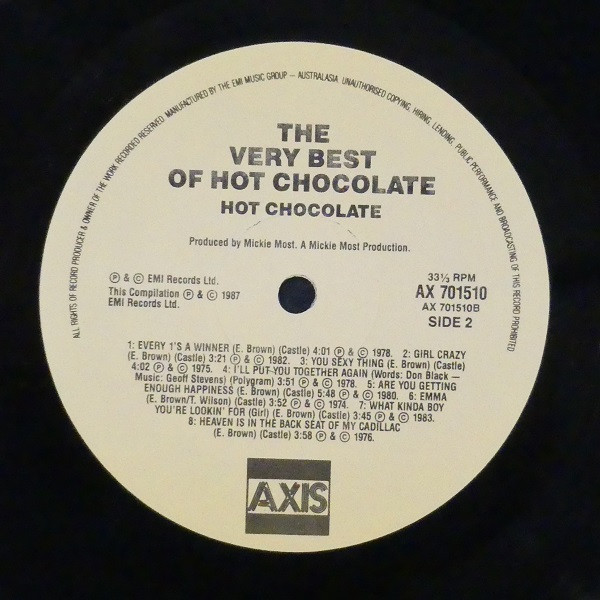 ALL RIGHTS OF RECORD PRODUCER & OWNER OF THE WORK RECORDED RESERVED. MANUFACTURED BY THE EMI MUSIC GROUP – AUSTRALASIA. UNAUTHORISED COPYING, HIRING, LENDING, PUBLIC PERFORMANCE AND BROADCASTING OF THIS RECORD PROHIBITED
THE
VERY BEST
OF HOT CHOCOLATE
HOT CHOCOLATE
Produced by Mickie Most. A Mickie Most Production.
℗ & © EMI Records Ltd.
This Compilation ℗ & © 1987
EMI Records Ltd.
33⅓ RPM
AX 701510
AX 701510B
SIDE 2
1: EVERY 1'S A WINNER (E. Brown) (Castle) 4:01 ℗ & © 1978. 2: GIRL CRAZY
(E. Brown) (Castle) 3:21 ℗ & © 1982. 3: YOU SEXY THING (E. Brown) (Castle)
4:02 ℗ & © 1975. 4: I'LL PUT YOU TOGETHER AGAIN (Words: Don Black –
Music: Geoff Stevens) (Polygram) 3:51 ℗ & © 1978. 5: ARE YOU GETTING
ENOUGH HAPPINESS (E. Brown) (Castle) 5:48 ℗ & © 1980. 6: EMMA
(E. Brown/T. Wilson) (Castle) 3:52 ℗ & © 1974. 7: WHAT KINDA BOY
YOU'RE LOOKIN' FOR (Girl) (E. Brown) (Castle) 3:45 ℗ & © 1983.
8: HEAVEN IS IN THE BACK SEAT OF MY CADILLAC
(E. Brown) (Castle) 3:58 ℗ & © 1976.
AXIS